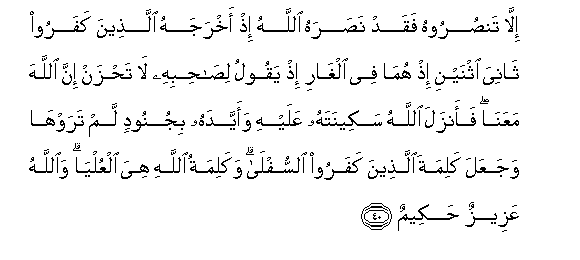 إِلَّا تَنصُرُوهُ فَقَدْ نَصَرَهُ ٱللَّهُ إِذْ أَخْرَجَهُ ٱلَّذِينَ كَفَرُوا۟
ثَانِىَ ٱثْنَيْنِ إِذْ هُمَا فِى ٱلْغَارِ إِذْ يَقُولُ لِصَـٰحِبِهِۦ لَا تَحْزَنْ إِنَّ ٱللَّهَ
مَعَنَا ۖ فَأَنزَلَ ٱللَّهُ سَكِينَتَهُۥ عَلَيْهِ وَأَيَّدَهُۥ بِجُنُودٍ لَّمْ تَرَوْهَا
وَجَعَلَ كَلِمَةَ ٱلَّذِينَ كَفَرُوا۟ ٱلسُّفْلَىٰ ۗ وَكَلِمَةُ ٱللَّهِ هِىَ ٱلْعُلْيَا ۗ وَٱللَّهُ
عَزِيزٌ حَكِيمٌ ٤٠